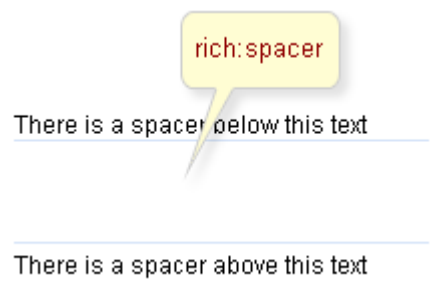 rich:spacer
There is a spacer below this text
There is a spacer above this text